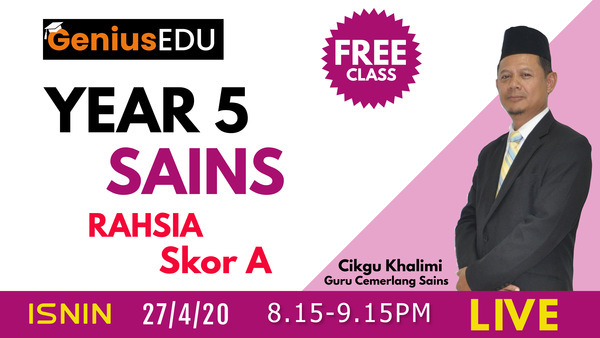 GeniusEDU
FREE
CLASS
YEAR 5
SAINS
RAHSIA
Skor A
Cikgu Khalimi
Guru Cemerlang Sains
ISNIN 27/4/20 8.15-9.15PM LIVE